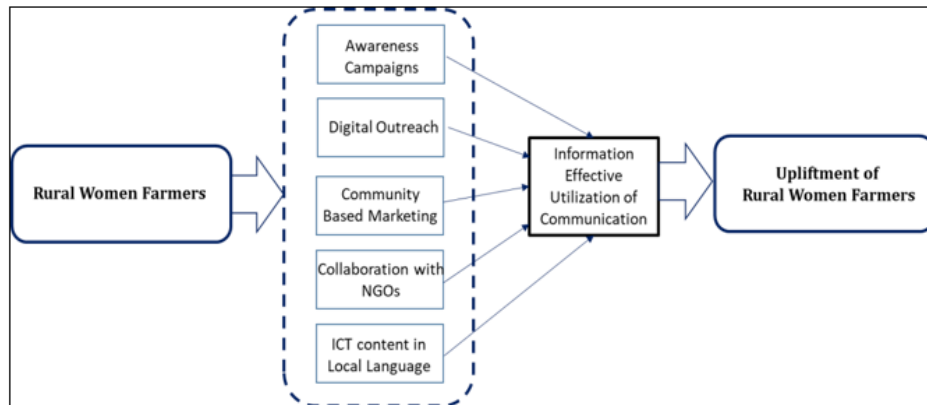 Rural Women Farmers
Awareness
Campaigns
Digital Outreach
Community
Based Marketing
Collaboration with
NGOs
ICT content in
Local Language
Information
Effective
Utilization of
Communication
Upliftment of
Rural Women Farmers